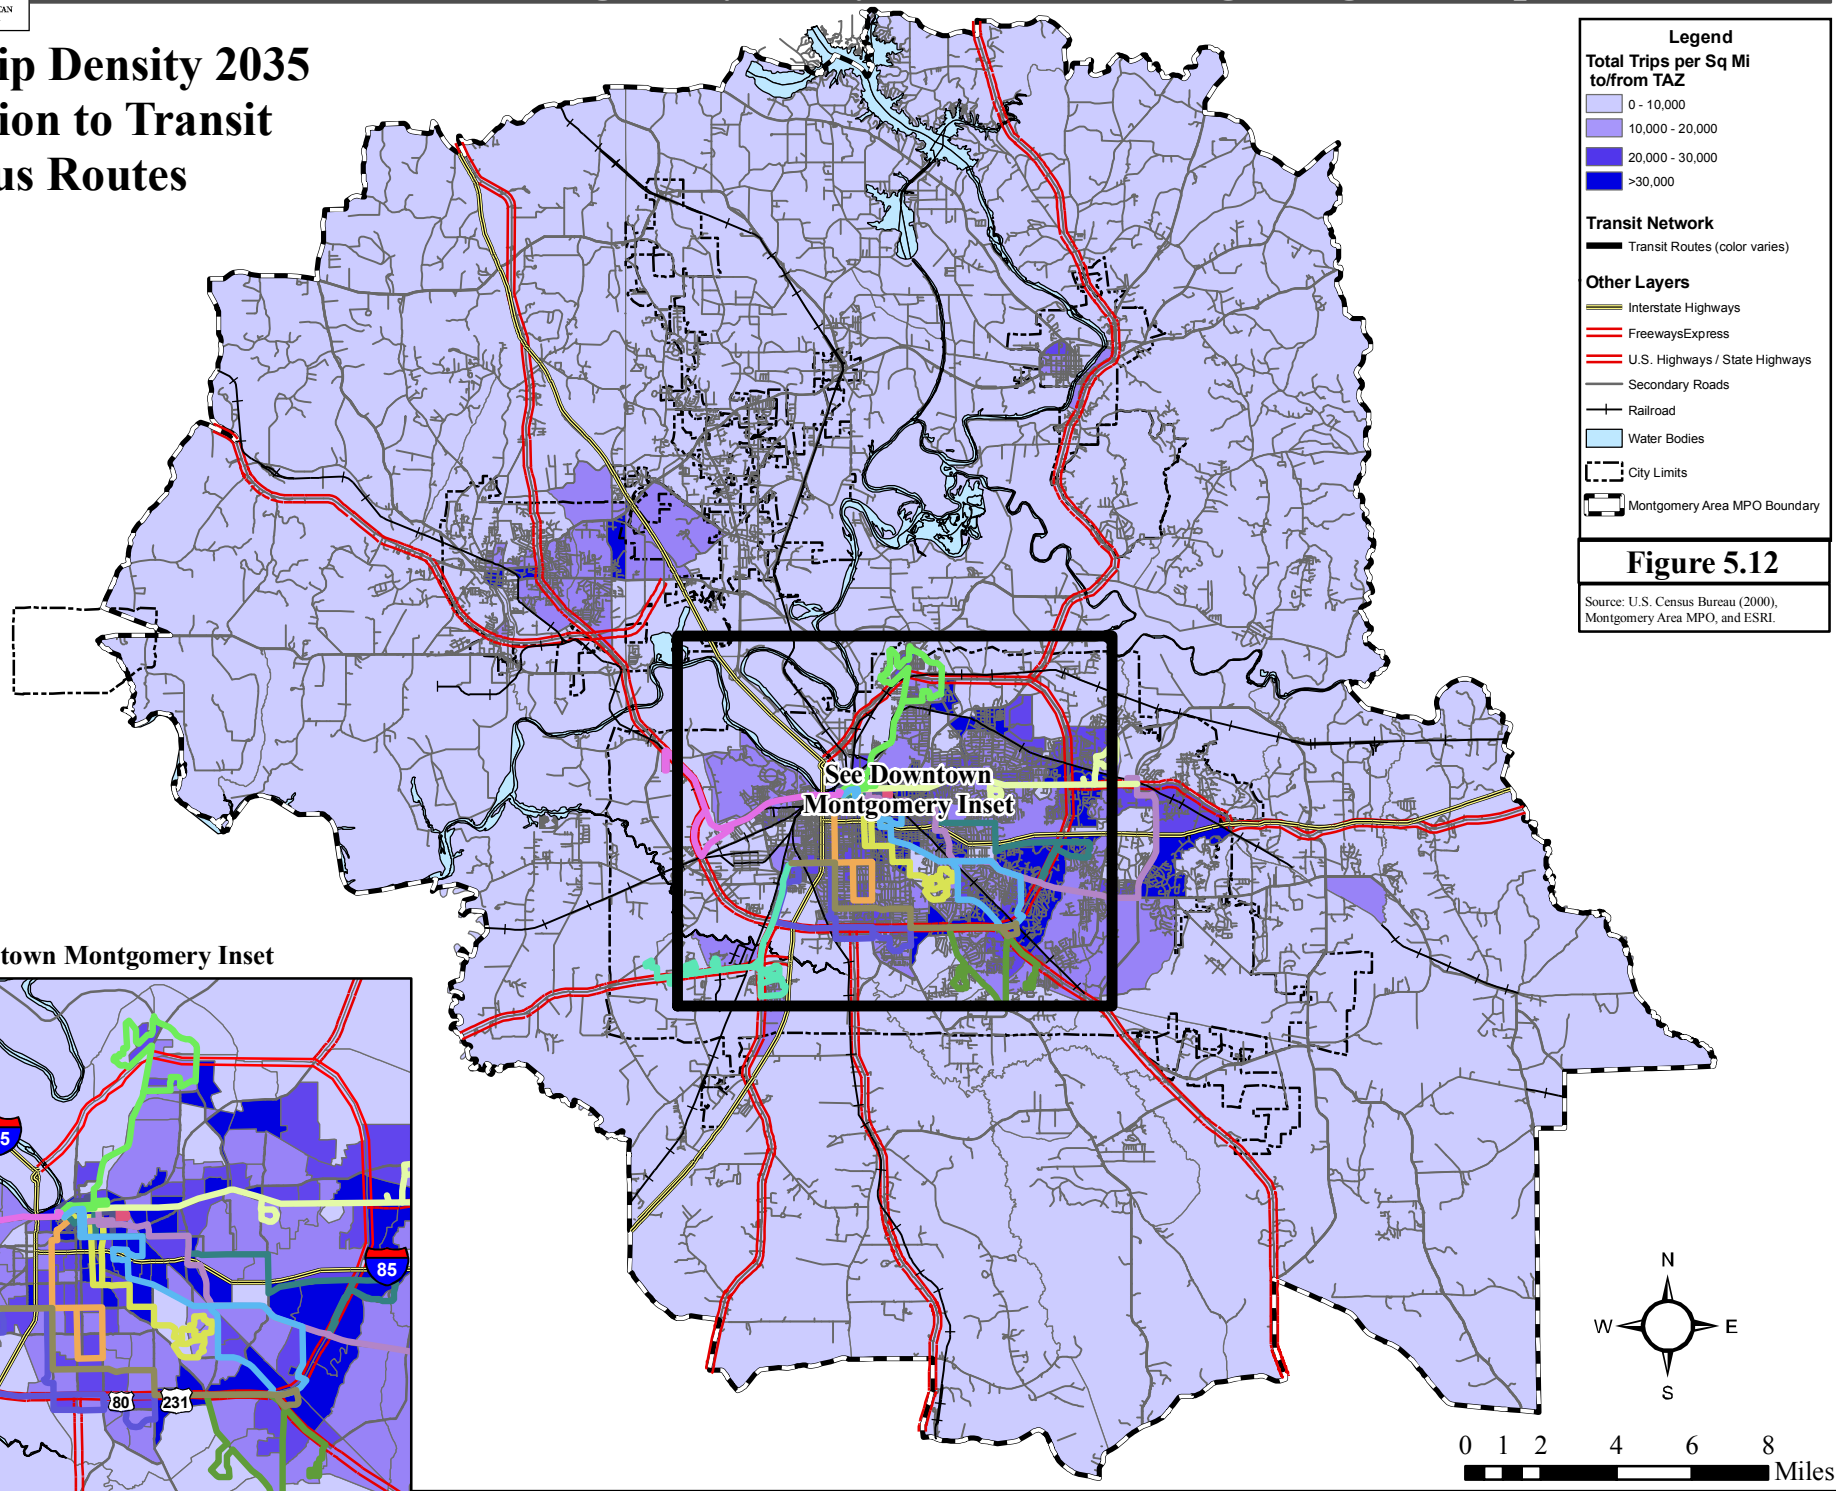 TAN
ip Density 2035
ion to Transit
us Routes
Legend
Total Trips per Sq Mi
to/from TAZ
0 - 10,000
10,000 - 20,000
20,000 - 30,000
>30,000
Transit Network
Transit Routes (color varies)
Other Layers
Interstate Highways
FreewaysExpress
U.S. Highways / State Highways
Secondary Roads
Railroad
Water Bodies
City Limits
Montgomery Area MPO Boundary
Figure 5.12
Source: U.S. Census Bureau (2000),
Montgomery Area MPO, and ESRI.
See Downtown
Montgomery Inset
town Montgomery Inset
5
85
80
231
N
W
E
S
0 1 2 4 6 8
Miles